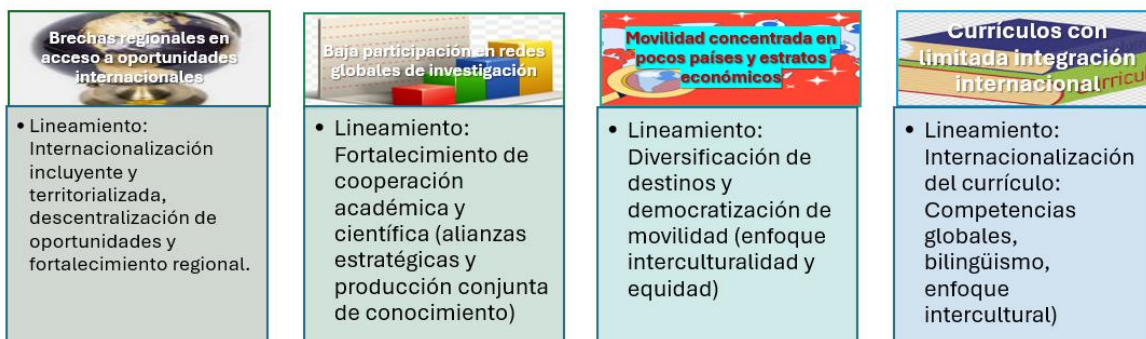 Brechas regionales en
acceso a oportunidades
internacionales
• Lineamiento:
Internacionalización
incluyente y
territorializada,
descentralización de
oportunidades y
fortalecimiento regional.
Baja participación en redes
globales de investigación
• Lineamiento:
Fortalecimiento de
cooperación
académica y
científica (alianzas
estratégicas y
producción conjunta
de conocimiento)
Movilidad concentrada en
pocos países y estratos
económicos
• Lineamiento:
Diversificación de
destinos y
democratización de
movilidad (enfoque
interculturalidad y
equidad)
Currículos con
limitada integración
internacional
• Lineamiento:
Internacionalización
del currículo:
Competencias
globales,
bilingüismo,
enfoque
intercultural)